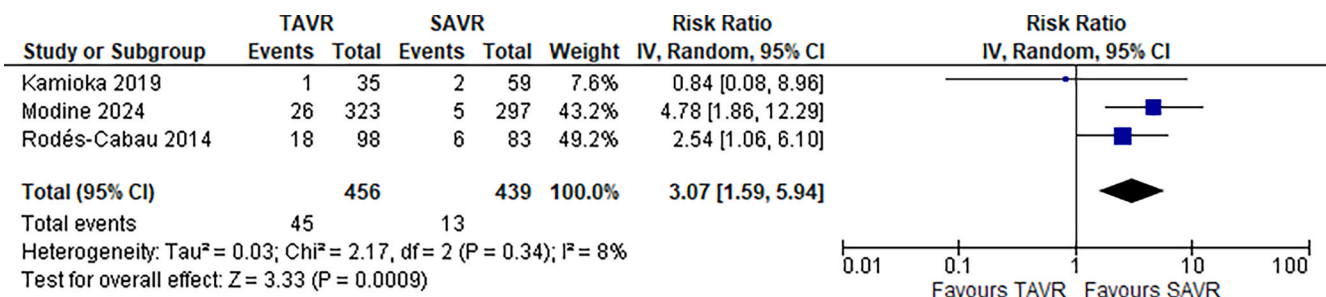 TAVR SAVR Risk Ratio Risk Ratio
Study or Subgroup Events Total Events Total Weight IV, Random, 95% CI IV, Random, 95% CI
Kamioka 2019 1 35 2 59 7.6% 0.84 [0.08, 8.96]
Modine 2024 26 323 5 297 43.2% 4.78 [1.86, 12.29]
Rodés-Cabau 2014 18 98 6 83 49.2% 2.54 [1.06, 6.10]
Total (95% CI) 456 439 100.0% 3.07 [1.59, 5.94]
Total events 45 13
Heterogeneity: Tau² = 0.03; Chi² = 2.17, df = 2 (P = 0.34); I² = 8%
Test for overall effect: Z = 3.33 (P = 0.0009)
0.01 0.1 1 10 100
Favours TAVR Favours SAVR